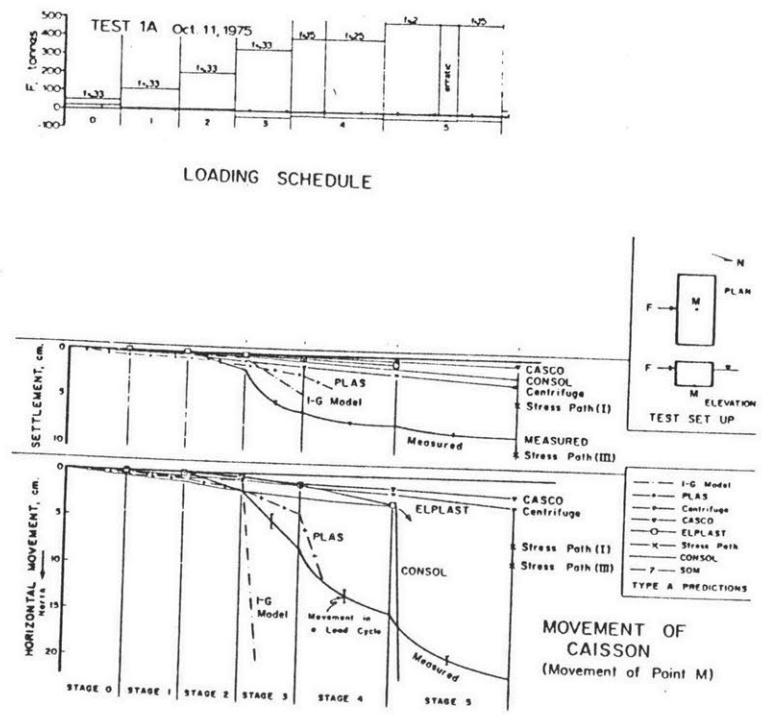 TEST 1A Oct. 11, 1975
F, tonnas
500
400
300
200
100
0
-100
f=.33
f=.33
f=.33
f=.33
f=.15
f=.25
f=.2
erratic
f=.15
0
1
2
3
4
5
LOADING SCHEDULE
N
PLAN
M
F
F
M
ELEVATION
TEST SET UP
SETTLEMENT, cm.
0
5
10
PLAS
I-G Model
Measured
CASCO
CONSOL
Centrifuge
Stress Path (I)
MEASURED
Stress Path (III)
HORIZONTAL MOVEMENT, cm.
North
0
5
10
15
20
ELPLAST
PLAS
CONSOL
I-G
Model
Movement in
a Load Cycle
Measured
CASCO
Centrifuge
Stress Path (I)
Stress Path (III)
I-G Model
PLAS
Centrifuge
CASCO
ELPLAST
Stress Path
CONSOL
? SOM
TYPE A PREDICTIONS
STAGE 0
STAGE 1
STAGE 2
STAGE 3
STAGE 4
STAGE 5
MOVEMENT OF
CAISSON
(Movement of Point M)